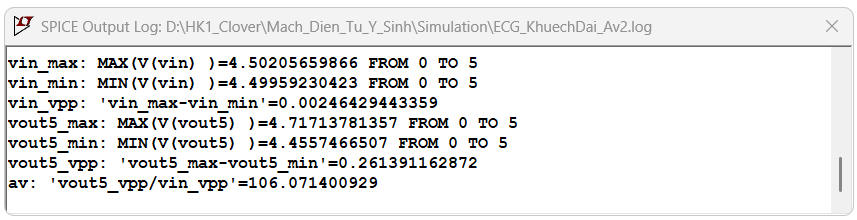 SPICE Output Log: D:\HK1_Clover\Mach_Dien_Tu_Y_Sinh\Simulation\ECG_KhuechDai_Av2.log
vin_max: MAX(V(vin) )=4.50205659866 FROM 0 TO 5
vin_min: MIN(V(vin) )=4.49959230423 FROM 0 TO 5
vin_vpp: 'vin_max-vin_min'=0.00246429443359
vout5_max: MAX(V(vout5) )=4.71713781357 FROM 0 TO 5
vout5_min: MIN(V(vout5) )=4.4557466507 FROM 0 TO 5
vout5_vpp: 'vout5_max-vout5_min'=0.261391162872
av: 'vout5_vpp/vin_vpp'=106.071400929